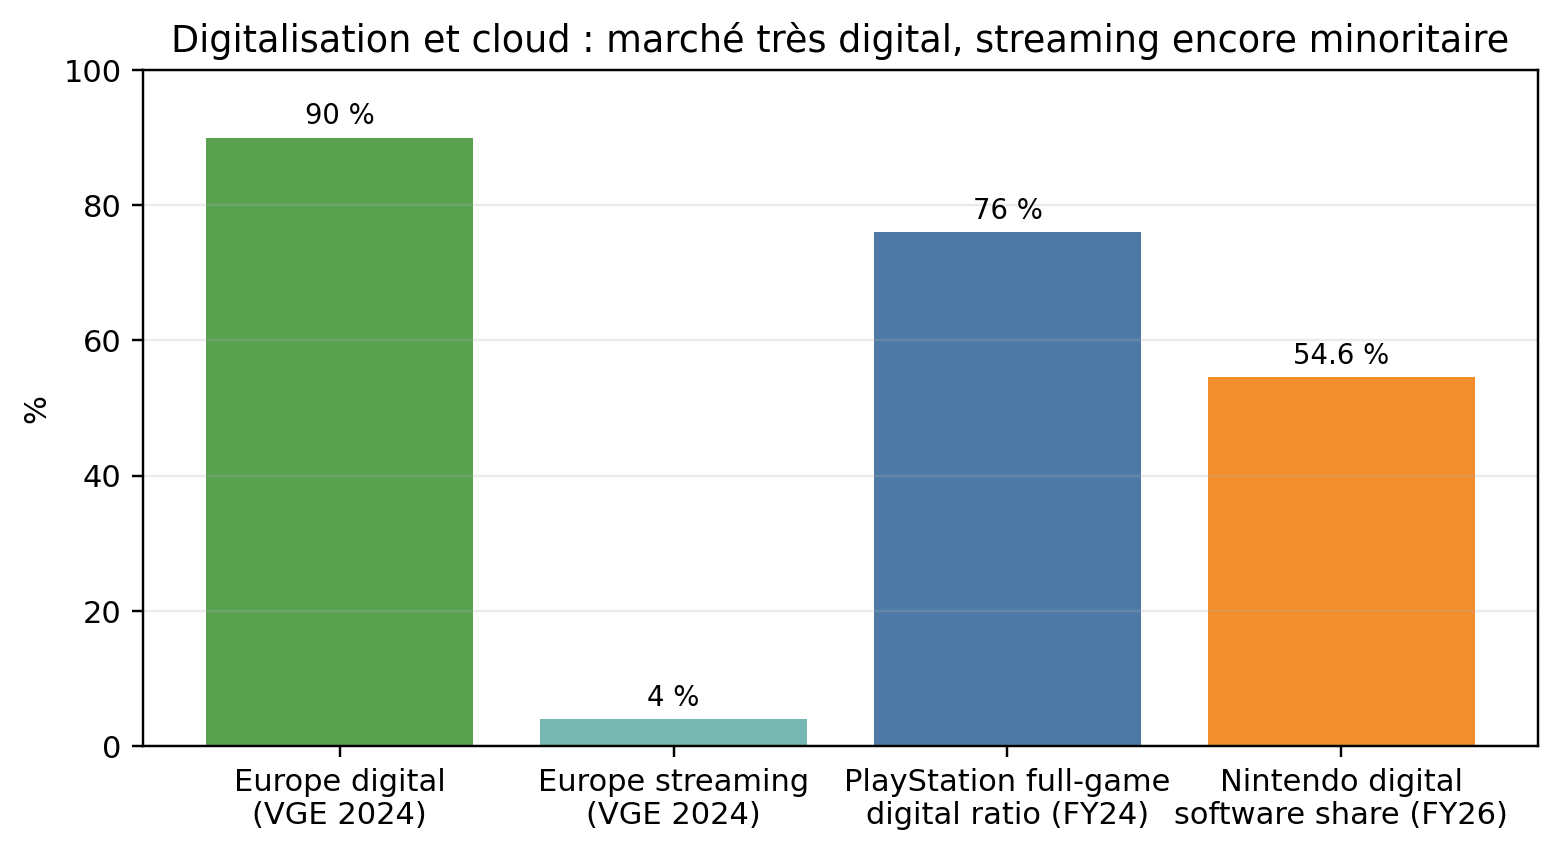 Digitalisation et cloud : marché très digital, streaming encore minoritaire
100
80
60
40
20
0
%
90 %
4 %
76 %
54.6 %
Europe digital
(VGE 2024)
Europe streaming
(VGE 2024)
PlayStation full-game
digital ratio (FY24)
Nintendo digital
software share (FY26)